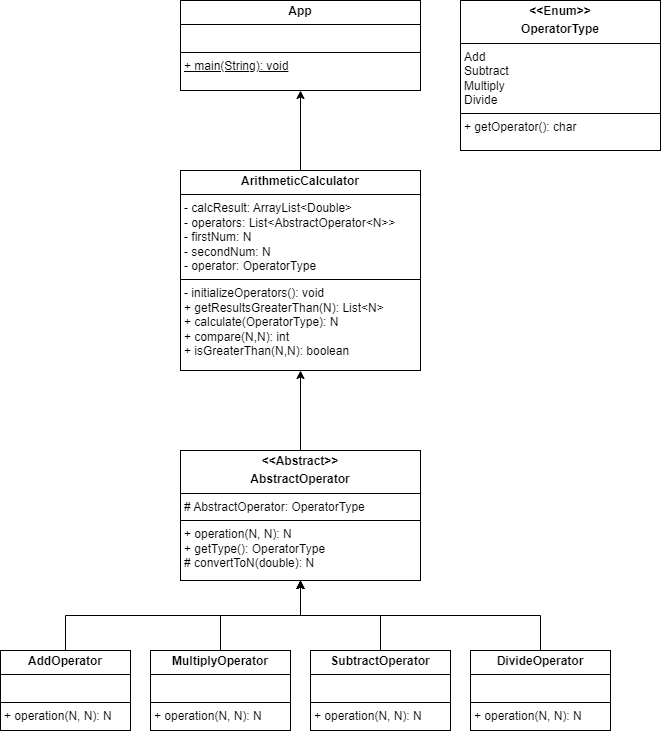 App
+ main(String): void
<<Enum>>
OperatorType
Add
Subtract
Multiply
Divide
+ getOperator(): char
ArithmeticCalculator
- calcResult: ArrayList<Double>
- operators: List<AbstractOperator<N>>
- firstNum: N
- secondNum: N
- operator: OperatorType
- initializeOperators(): void
+ getResultsGreaterThan(N): List<N>
+ calculate(OperatorType): N
+ compare(N,N): int
+ isGreaterThan(N,N): boolean
<<Abstract>>
AbstractOperator
# AbstractOperator: OperatorType
+ operation(N, N): N
+ getType(): OperatorType
# convertToN(double): N
AddOperator
+ operation(N, N): N
MultiplyOperator
+ operation(N, N): N
SubtractOperator
+ operation(N, N): N
DivideOperator
+ operation(N, N): N